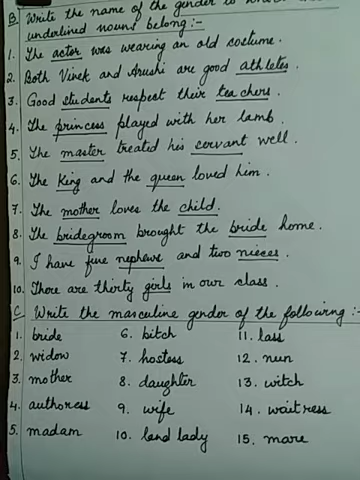 B. Write the name of the gender to which
underlined nouns belong:-
1. The actor was wearing an old costume.
2. Both Vivek and Arushi are good athletes.
3. Good students respect their teachers.
4. The princess played with her lamb.
5. The master treated his servant well.
6. The king and the queen loved him.
7. The mother loves the child.
8. The bridegroom brought the bride home.
9. I have five nephews and two nieces.
10. There are thirty girls in our class.
C. Write the masculine gender of the following:-
1. bride 6. bitch 11. lass
2. widow 7. hostess 12. nun
3. mother 8. daughter 13. witch
4. authoress 9. wife 14. waitress
5. madam 10. land lady 15. mare